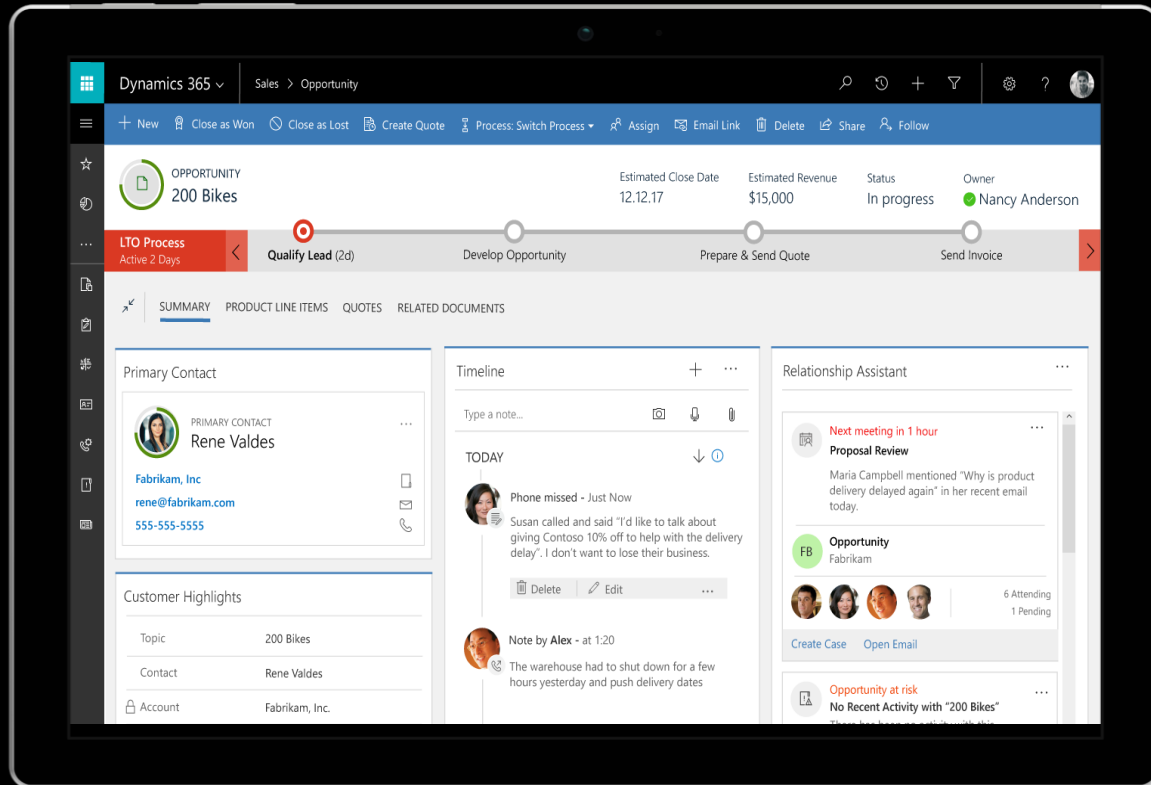 Dynamics 365
Sales > Opportunity
?
New
Close as Won
Close as Lost
Create Quote
Process: Switch Process
Assign
Email Link
Delete
Share
Follow
OPPORTUNITY
200 Bikes
Estimated Close Date
12.12.17
Estimated Revenue
$15,000
Status
In progress
Owner
Nancy Anderson
LTO Process
Active 2 Days
Qualify Lead (2d)
Develop Opportunity
Prepare & Send Quote
Send Invoice
SUMMARY
PRODUCT LINE ITEMS
QUOTES
RELATED DOCUMENTS
Primary Contact
PRIMARY CONTACT
Rene Valdes
Fabrikam, Inc
rene@fabrikam.com
555-555-5555
Customer Highlights
Topic 200 Bikes
Contact Rene Valdes
Account Fabrikam, Inc.
Timeline
Type a note...
TODAY
Phone missed - Just Now
Susan called and said "I'd like to talk about
giving Contoso 10% off to help with the delivery
delay". I don't want to lose their business.
Delete
Edit
Note by Alex - at 1:20
The warehouse had to shut down for a few
hours yesterday and push delivery dates
Relationship Assistant
Next meeting in 1 hour
Proposal Review
Maria Campbell mentioned "Why is product
delivery delayed again" in her recent email
today.
FB
Opportunity
Fabrikam
6 Attending
1 Pending
Create Case
Open Email
Opportunity at risk
No Recent Activity with "200 Bikes"
There has been no activity with this